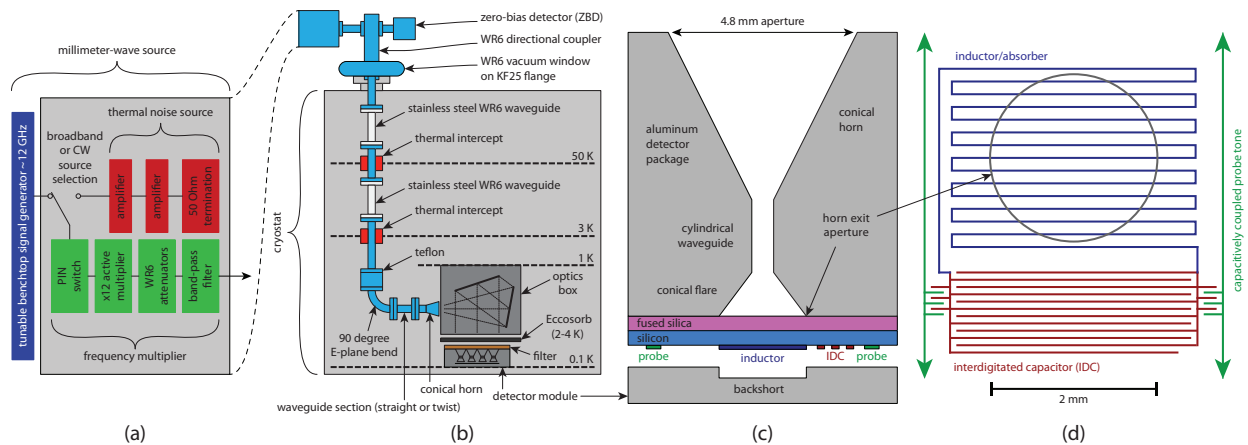 millimeter-wave source
thermal noise source
broadband
or CW
source
selection
amplifier
amplifier
50 Ohm
termination
tunable benchtop signal generator ~12 GHz
PIN
switch
x12 active
multiplier
WR6
attenuators
band-pass
filter
frequency multiplier
(a)
zero-bias detector (ZBD)
WR6 directional coupler
WR6 vacuum window
on KF25 flange
stainless steel WR6 waveguide
thermal intercept
50 K
stainless steel WR6 waveguide
thermal intercept
3 K
cryostat
teflon
1 K
optics
box
Eccosorb
(2-4 K)
filter
0.1 K
90 degree
E-plane bend
conical horn
waveguide section (straight or twist)
detector module
(b)
4.8 mm aperture
aluminum
detector
package
conical
horn
horn exit
aperture
cylindrical
waveguide
conical flare
fused silica
silicon
probe
inductor
IDC
probe
backshort
(c)
inductor/absorber
capacitively coupled probe tone
interdigitated capacitor (IDC)
2 mm
(d)